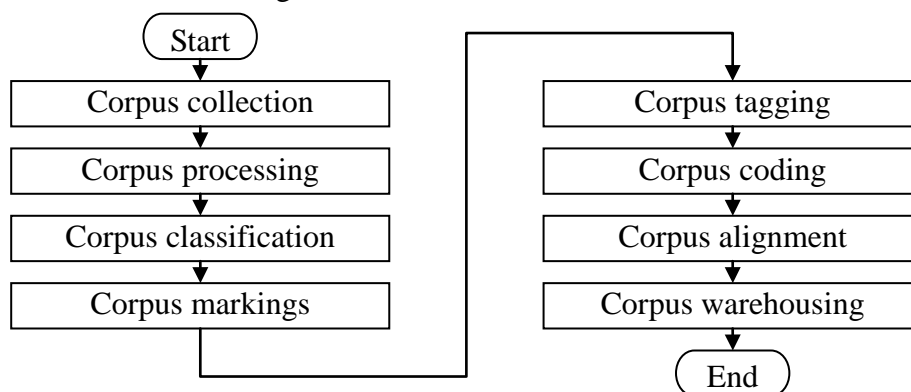 Start
Corpus collection
Corpus processing
Corpus classification
Corpus markings
Corpus tagging
Corpus coding
Corpus alignment
Corpus warehousing
End